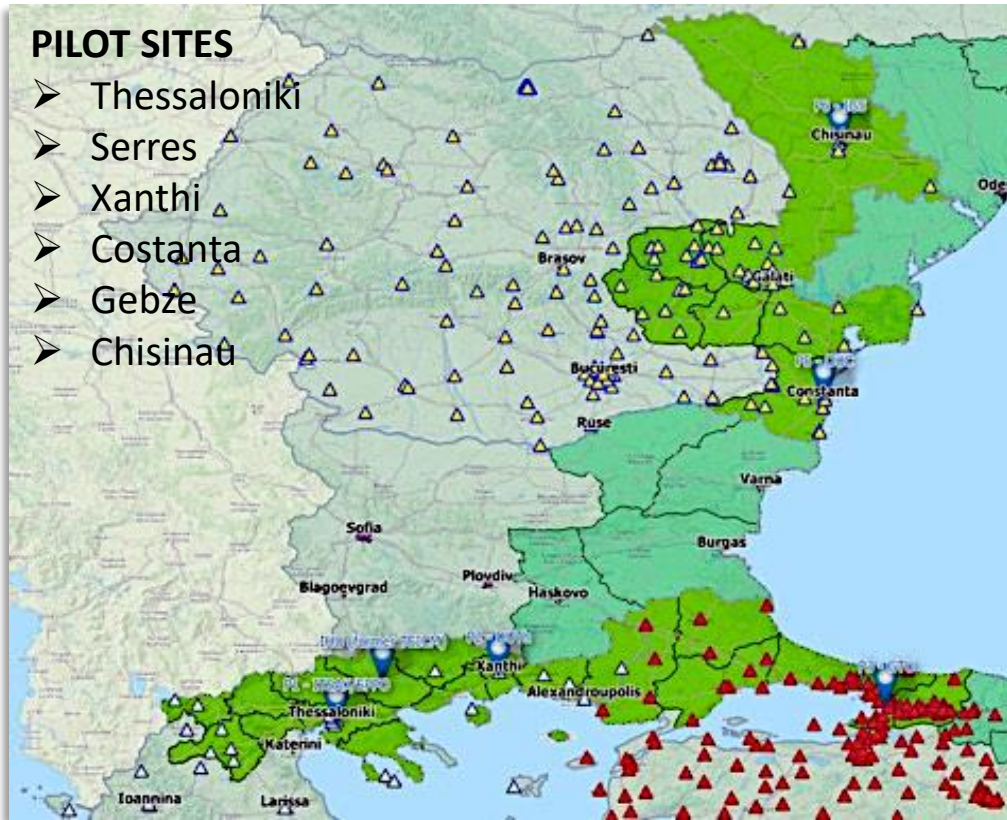 PILOT SITES
➢ Thessaloniki
➢ Serres
➢ Xanthi
➢ Costanta
➢ Gebze
➢ Chisinau
Chisinau
Ode
Brasov
Galati
Bucuresti
Constanta
Ruse
Varna
Sofia
Burgas
Blagoevgrad
Plovdiv
Haskovo
Xanthi
Alexandroupolis
Thessaloniki
Katerini
Ioannina
Larissa